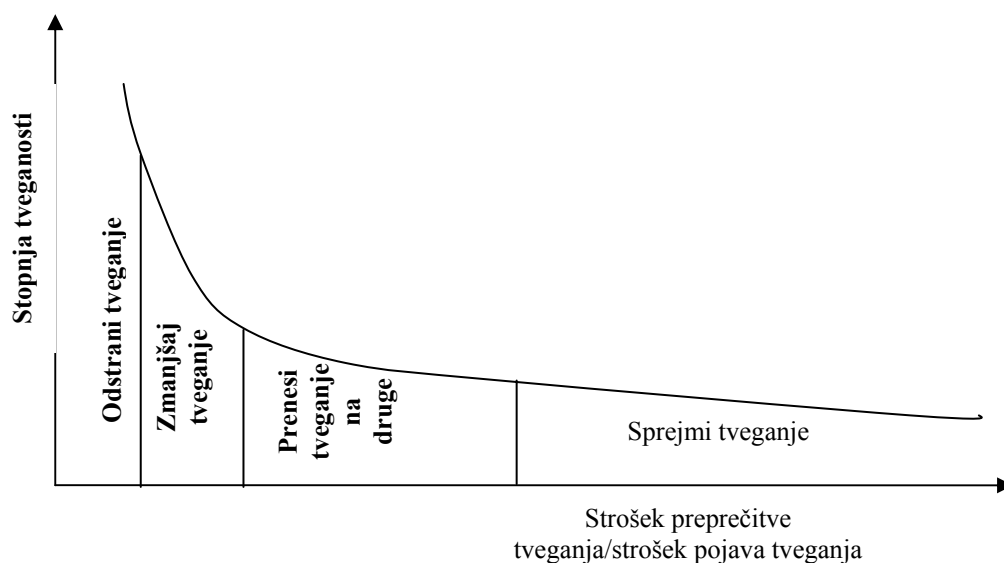 Stopnja tveganosti
Odstrani tveganje
Zmanjšaj
tveganje
Prenesi
tveganje
na
druge
Sprejmi tveganje
Strošek preprečitve
tveganja/strošek pojava tveganja